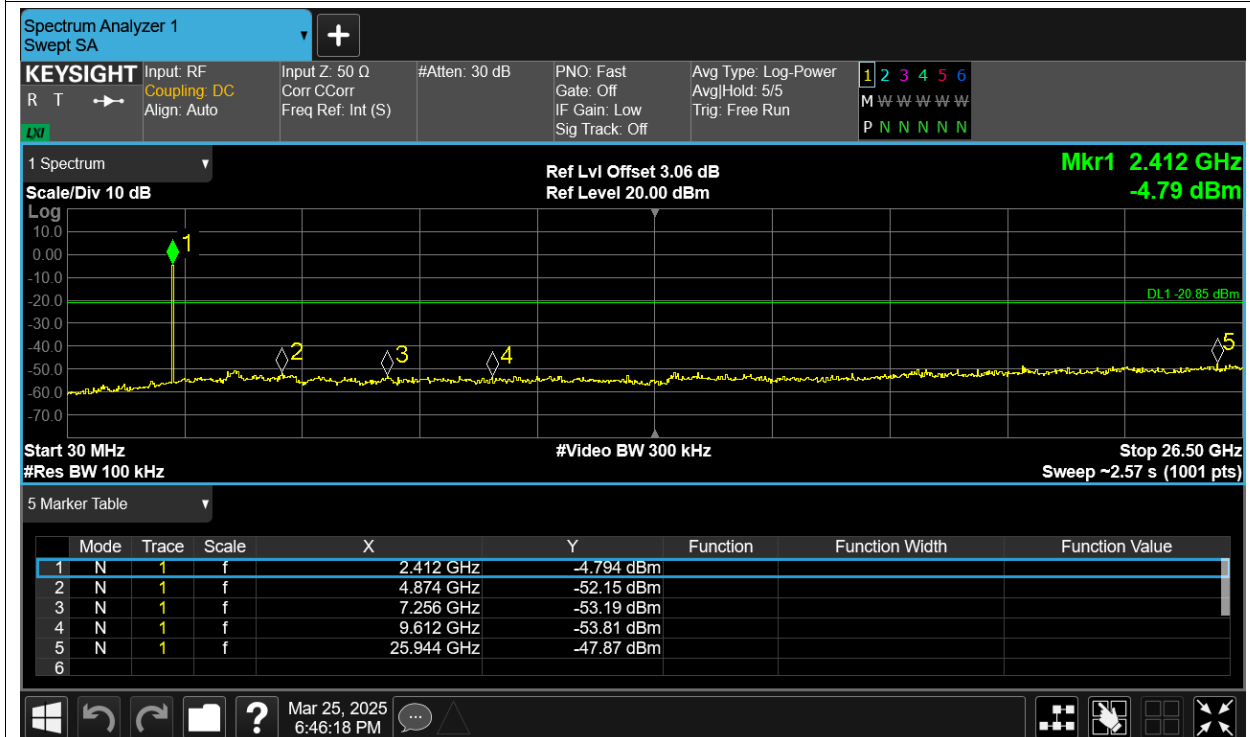 Spectrum Analyzer 1
Swept SA
KEYSIGHT Input: RF Input Z: 50 Ω #Atten: 30 dB PNO: Fast Avg Type: Log-Power 1 2 3 4 5 6
R T Coupling: DC Corr CCorr Gate: Off Avg|Hold: 5/5 M W W W W W
Align: Auto Freq Ref: Int (S) IF Gain: Low Trig: Free Run
LXI Sig Track: Off P N N N N N
1 Spectrum Ref Lvl Offset 3.06 dB Mkr1 2.412 GHz
Scale/Div 10 dB Ref Level 20.00 dBm -4.79 dBm
Log
10.0
1
0.00
-10.0
DL1 -20.85 dBm
-20.0
-30.0
-40.0
2 3 4 5
-50.0
-60.0
-70.0
Start 30 MHz #Video BW 300 kHz Stop 26.50 GHz
#Res BW 100 kHz Sweep ~2.57 s (1001 pts)
5 Marker Table
Mode Trace Scale X Y Function Function Width Function Value
1 N 1 f 2.412 GHz -4.794 dBm
2 N 1 f 4.874 GHz -52.15 dBm
3 N 1 f 7.256 GHz -53.19 dBm
4 N 1 f 9.612 GHz -53.81 dBm
5 N 1 f 25.944 GHz -47.87 dBm
6
? Mar 25, 2025
6:46:18 PM